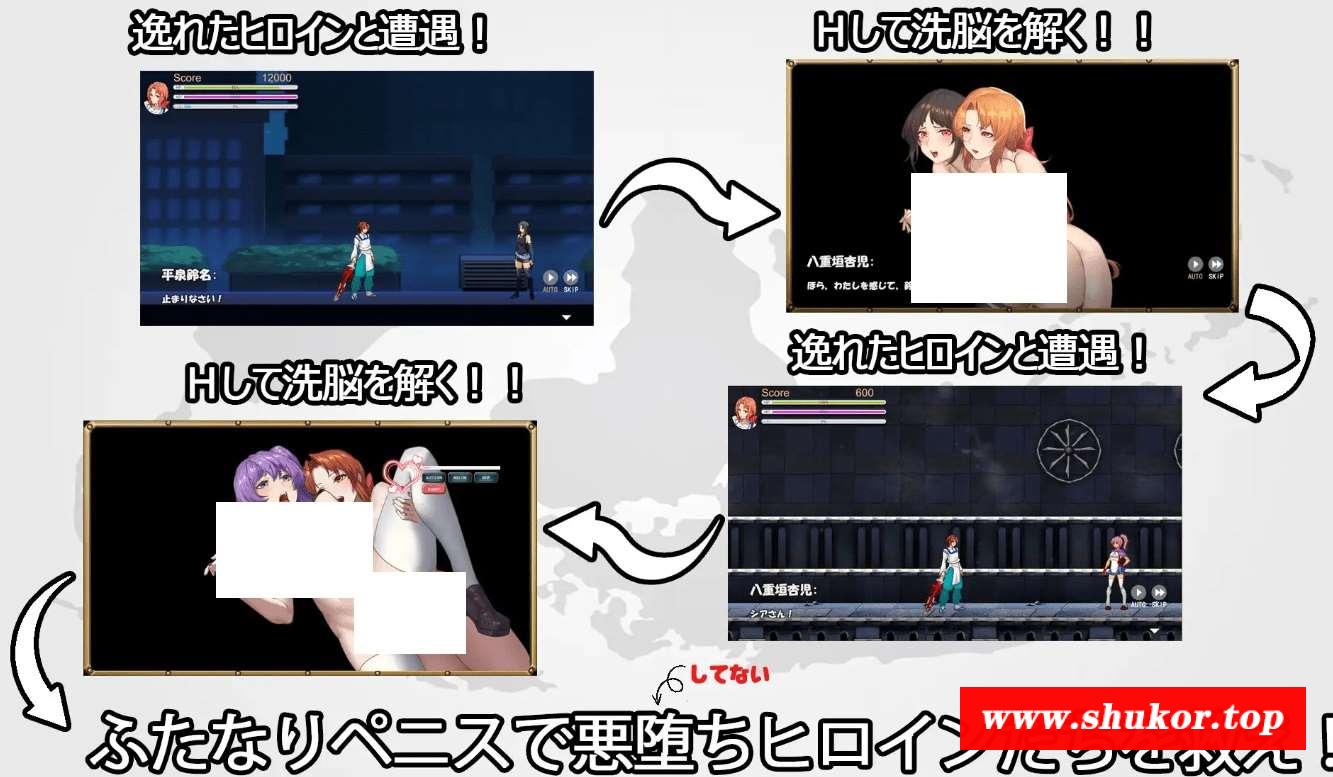 逸れたヒロインと遭遇！
Hして洗脳を解く！！
Score 12000
平泉鈴名:
止まりなさい！
AUTO SKIP
八重垣杏児:
ほら、わたしを感じて、
AUTO SKIP
Hして洗脳を解く！！
逸れたヒロインと遭遇！
Score 600
八重垣杏児:
シアさん！
AUTO SKIP
してない
ふたなりペニスで悪堕ちヒロイン
www.shukor.top